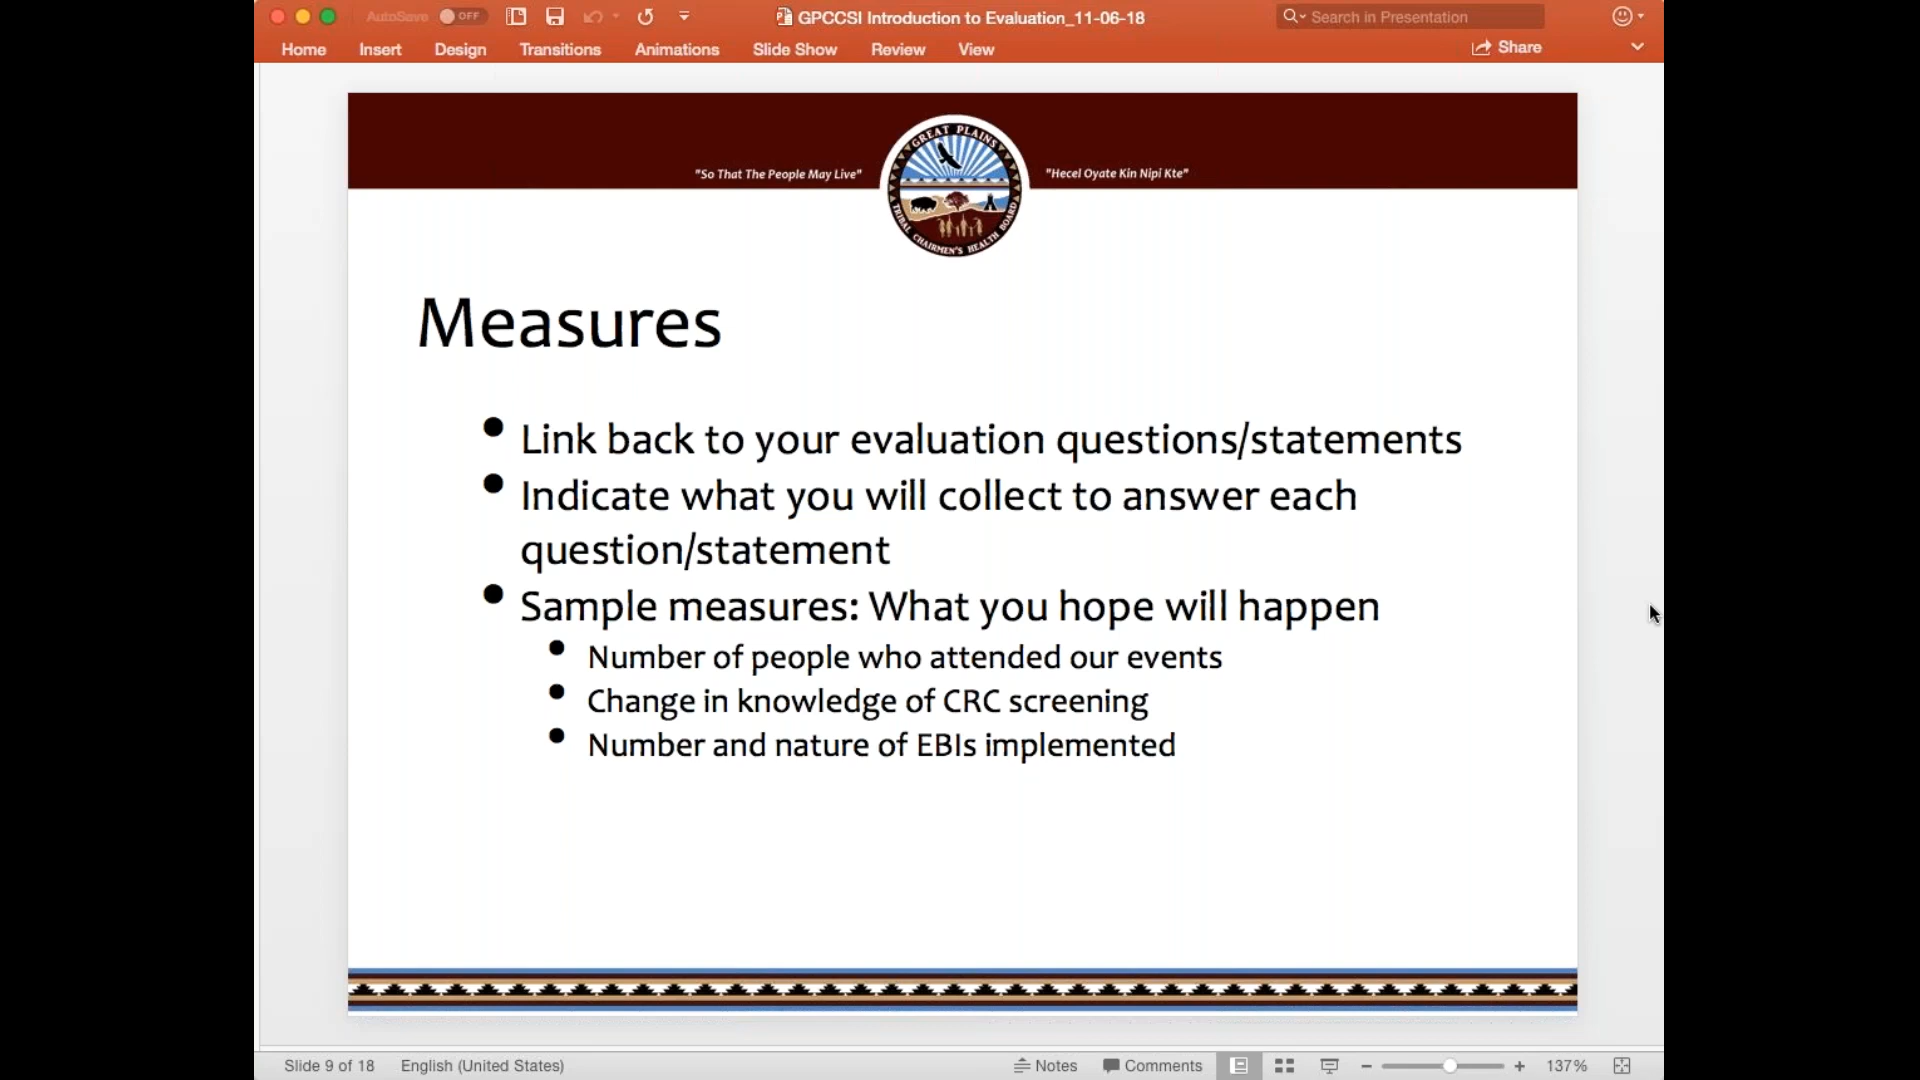 AutoSave OFF
GPCCSI Introduction to Evaluation_11-06-18
Search in Presentation
Home Insert Design Transitions Animations Slide Show Review View
Share
"So That The People May Live"
GREAT PLAINS
TRIBAL CHAIRMEN'S HEALTH BOARD
"Hecel Oyate Kin Nipi Kte"
Measures
• Link back to your evaluation questions/statements
• Indicate what you will collect to answer each
question/statement
• Sample measures: What you hope will happen
• Number of people who attended our events
• Change in knowledge of CRC screening
• Number and nature of EBIs implemented
Slide 9 of 18 English (United States)
Notes Comments
137%